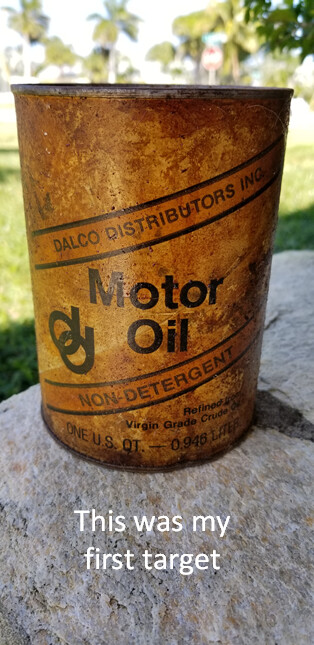 DALCO DISTRIBUTORS INC.
Motor
Oil
NON-DETERGENT
Refined
Virgin Grade Crude
ONE U.S. QT. — 0.946 LITER
This was my
first target